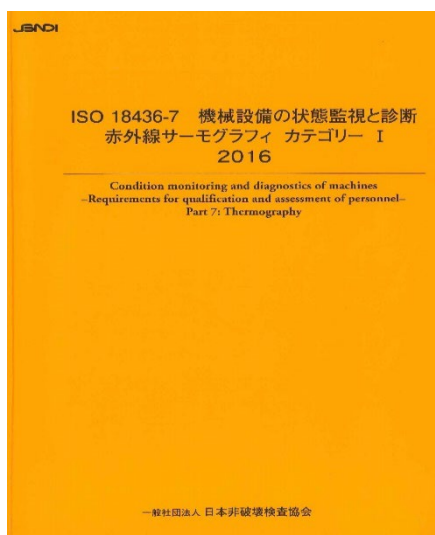 JSNDI
ISO 18436-7 機械設備の状態監視と診断
赤外線サーモグラフィ カテゴリー Ⅰ
2016
Condition monitoring and diagnostics of machines
–Requirements for qualification and assessment of personnel–
Part 7: Thermography
一般社団法人 日本非破壊検査協会